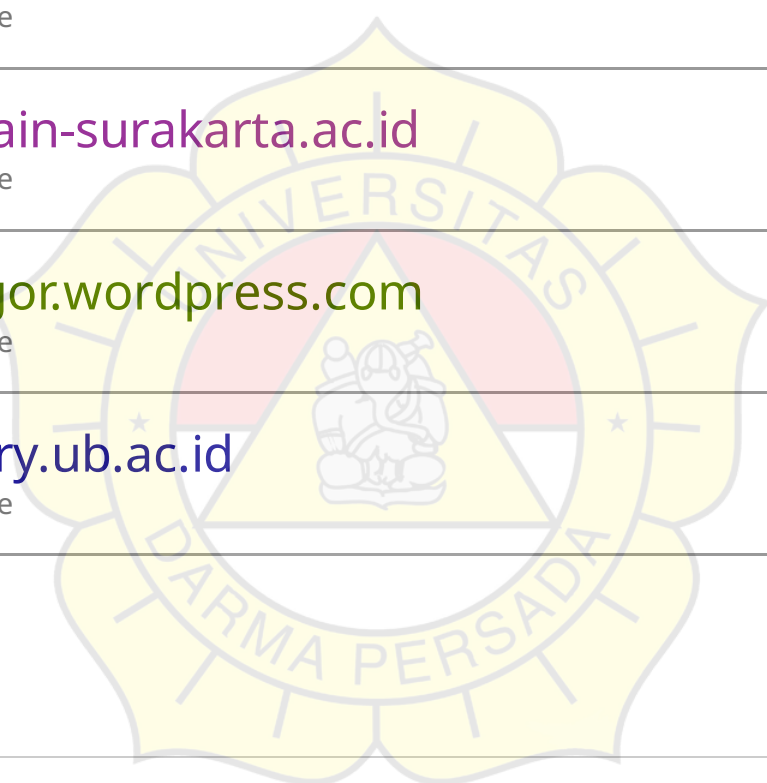 e
ain-surakarta.ac.id
e
UNIVERSITAS
gor.wordpress.com
e
ry.ub.ac.id
e
DARMA PERSADA